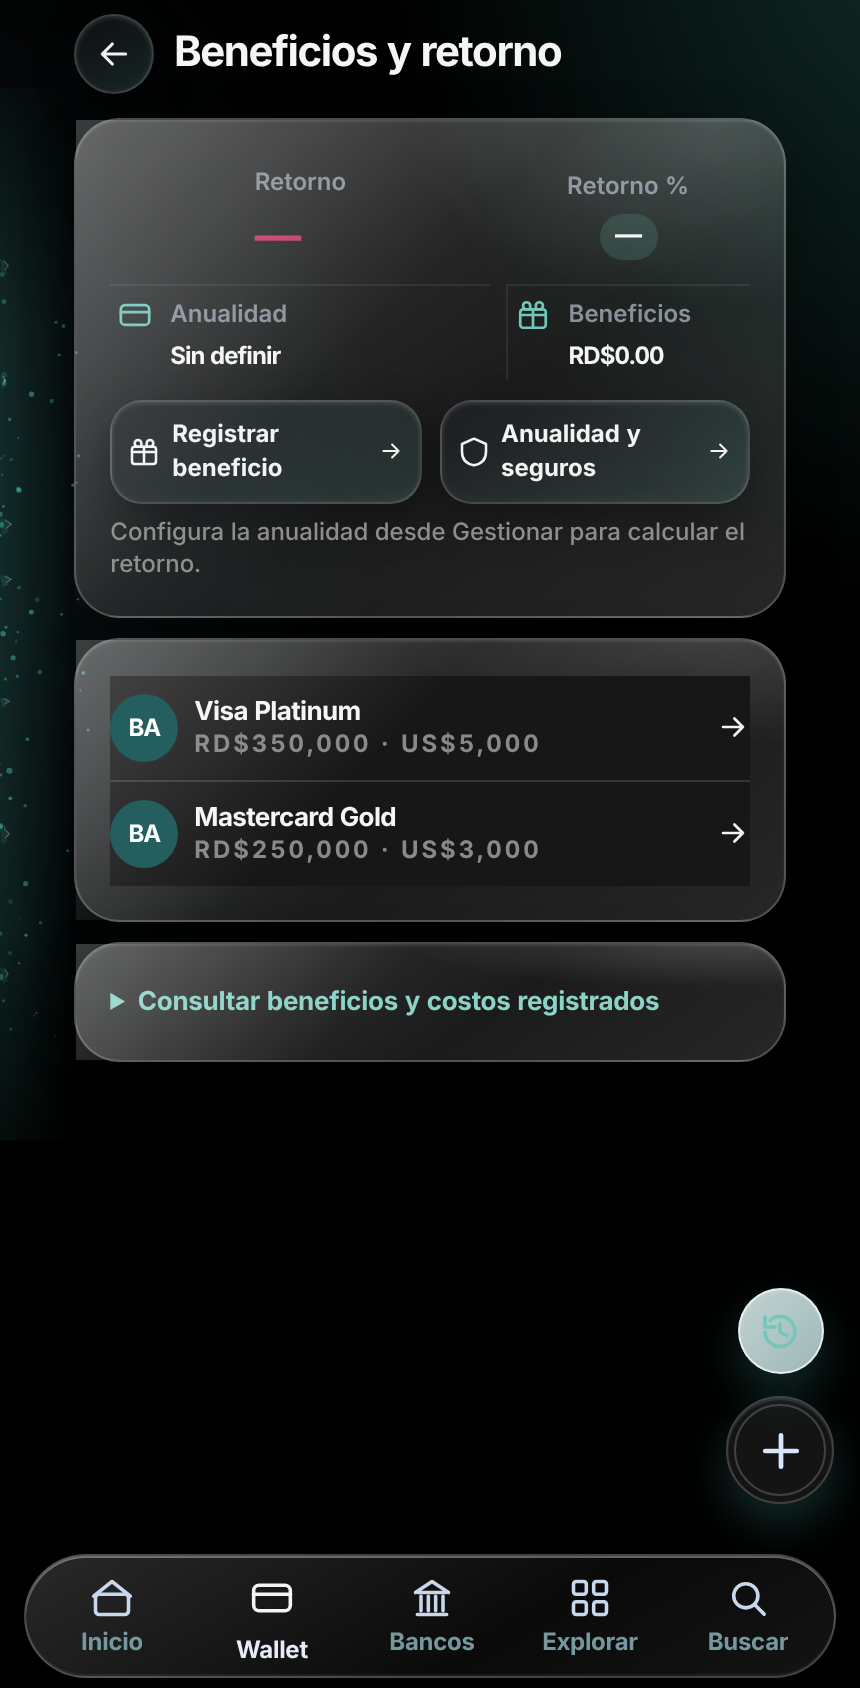 Beneficios y retorno
Retorno
Retorno %
—
—
Anualidad
Sin definir
Beneficios
RD$0.00
Registrar
beneficio
Anualidad y
seguros
Configura la anualidad desde Gestionar para calcular el
retorno.
BA
Visa Platinum
RD$350,000 · US$5,000
BA
Mastercard Gold
RD$250,000 · US$3,000
Consultar beneficios y costos registrados
Inicio
Wallet
Bancos
Explorar
Buscar